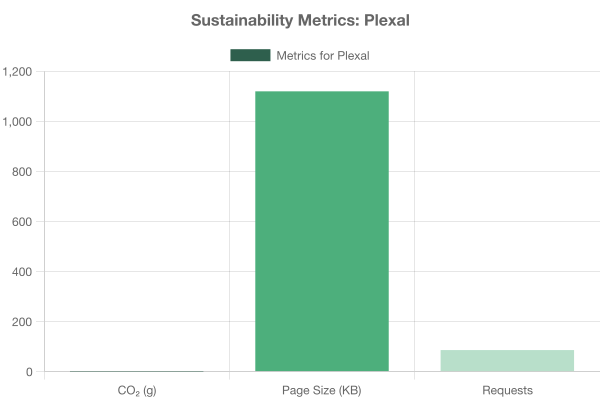 Sustainability Metrics: Plexal
Metrics for Plexal
1,200
1,000
800
600
400
200
0
CO₂ (g) Page Size (KB) Requests